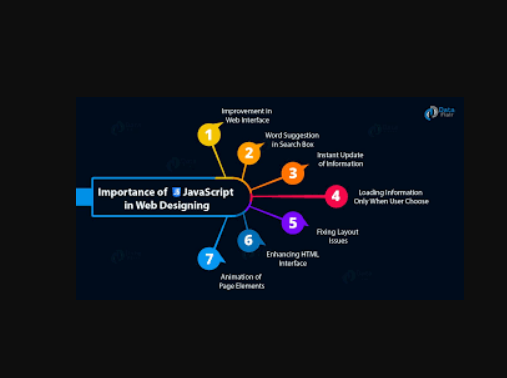 Data
Flair
Improvement in
Web Interface
1
Word Suggestion
in Search Box
2
Instant Update
of Information
3
Importance of JavaScript
in Web Designing
4
Loading Information
Only When User Choose
5
Fixing Layout
Issues
6
Enhancing HTML
Interface
7
Animation of
Page Elements